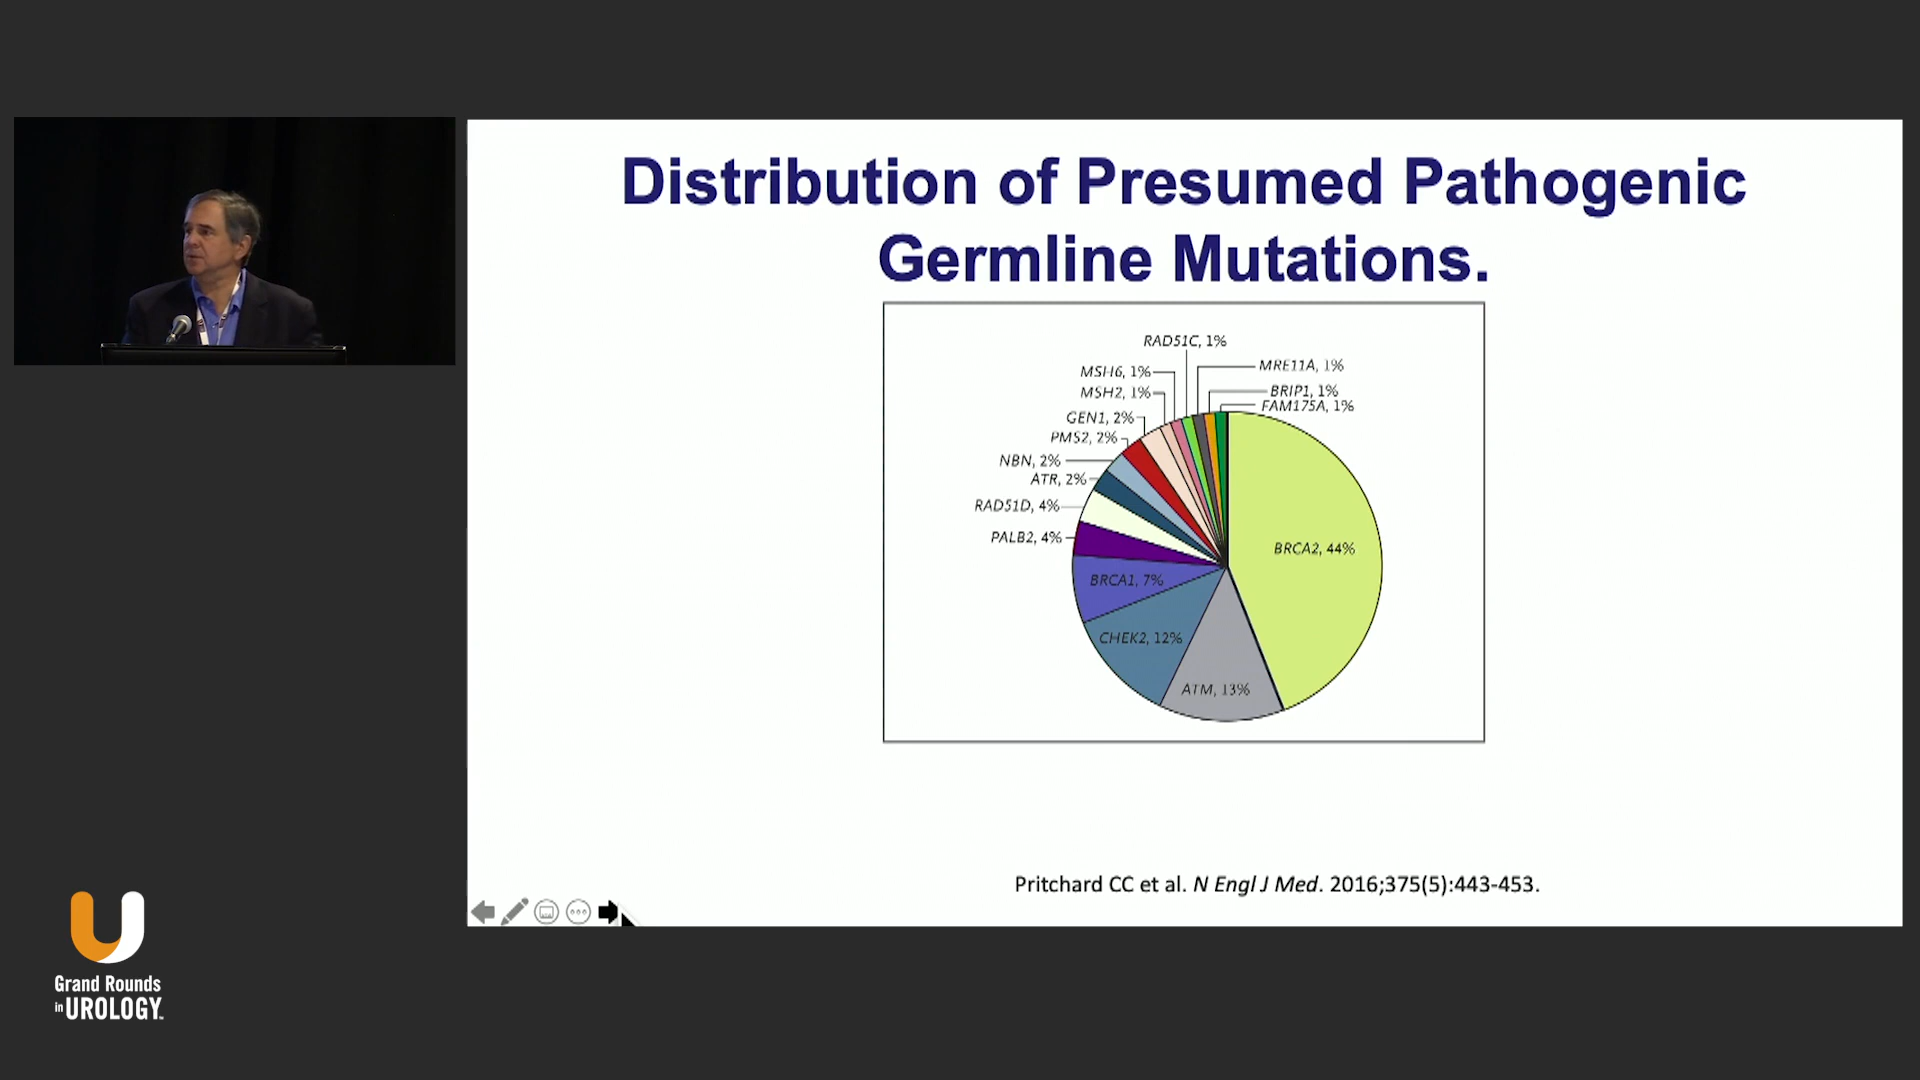 Distribution of Presumed Pathogenic
Germline Mutations.
RAD51C, 1%
MSH6, 1%
MRE11A, 1%
MSH2, 1%
BRIP1, 1%
FAM175A, 1%
GEN1, 2%
PMS2, 2%
NBN, 2%
ATR, 2%
RAD51D, 4%
PALB2, 4%
BRCA2, 44%
BRCA1, 7%
CHEK2, 12%
ATM, 13%
Pritchard CC et al. N Engl J Med. 2016;375(5):443-453.
Grand Rounds
in UROLOGY™